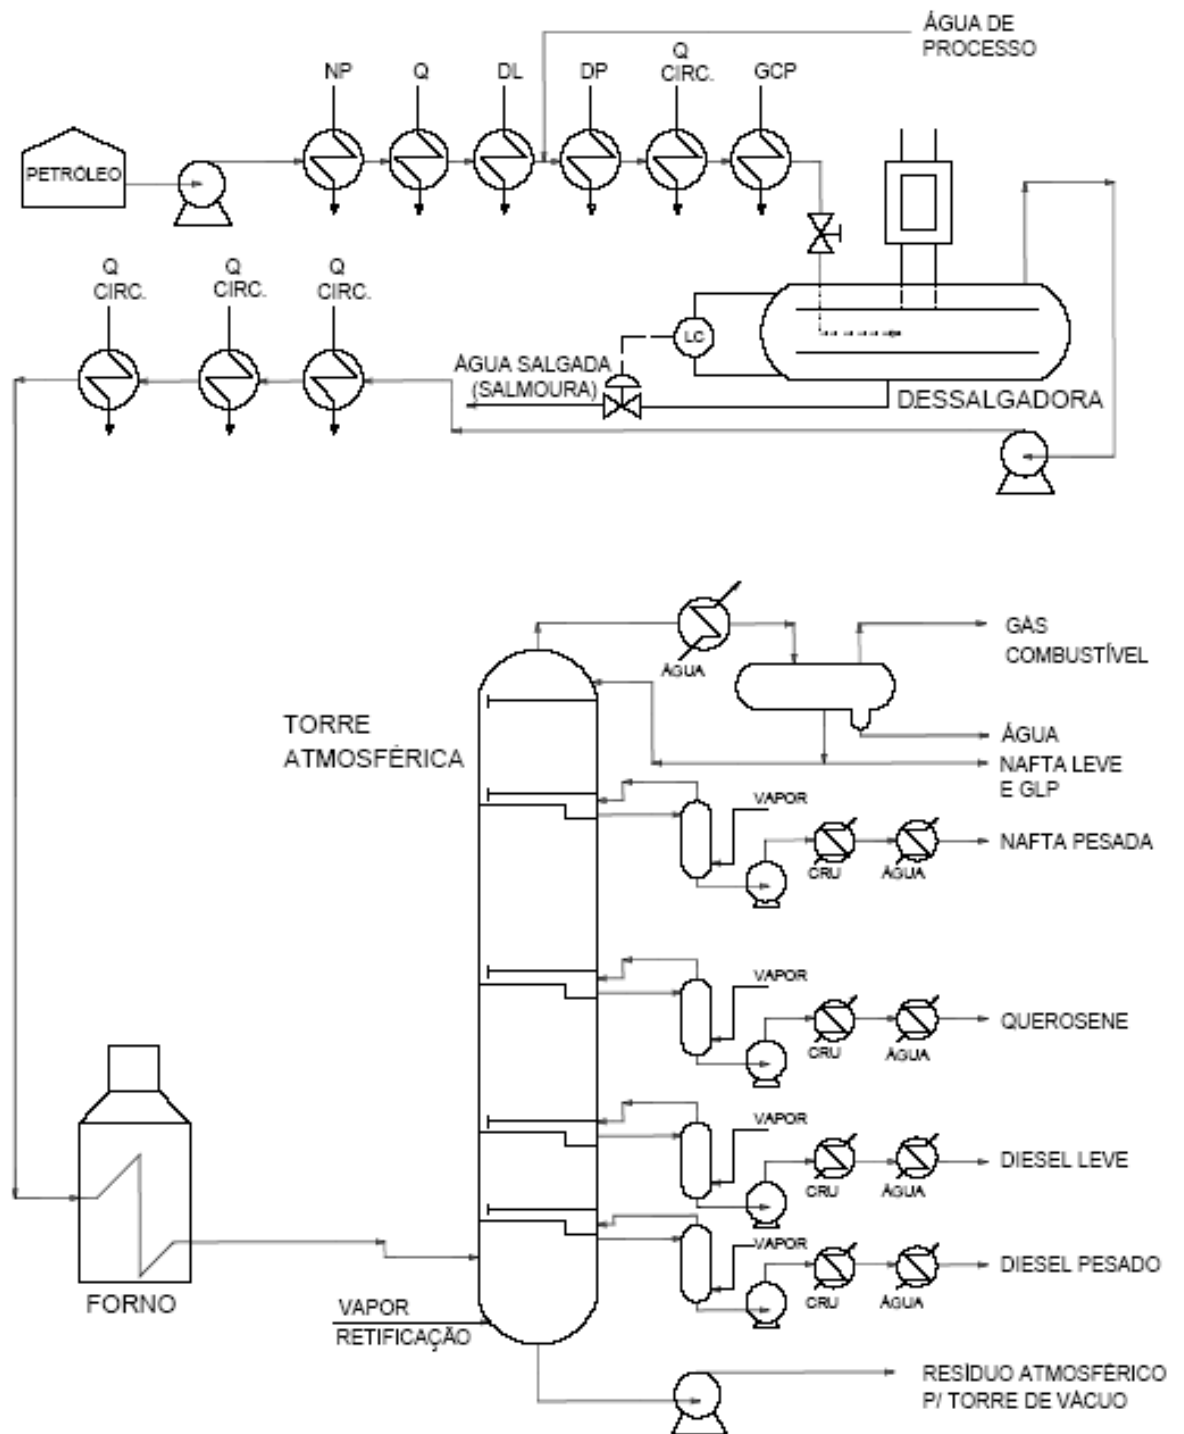 ÁGUA DE
PROCESSO
NP
Q
DL
DP
Q
CIRC.
GCP
PETRÓLEO
Q
CIRC.
Q
CIRC.
Q
CIRC.
LC
ÁGUA SALGADA
(SALMOURA)
DESSALGADORA
GÁS
COMBUSTÍVEL
ÁGUA
TORRE
ATMOSFÉRICA
ÁGUA
NAFTA LEVE
E GLP
VAPOR
CRU
ÁGUA
NAFTA PESADA
VAPOR
CRU
ÁGUA
QUEROSENE
VAPOR
CRU
ÁGUA
DIESEL LEVE
VAPOR
CRU
ÁGUA
DIESEL PESADO
FORNO
VAPOR
RETIFICAÇÃO
RESÍDUO ATMOSFÉRICO
P/ TORRE DE VÁCUO